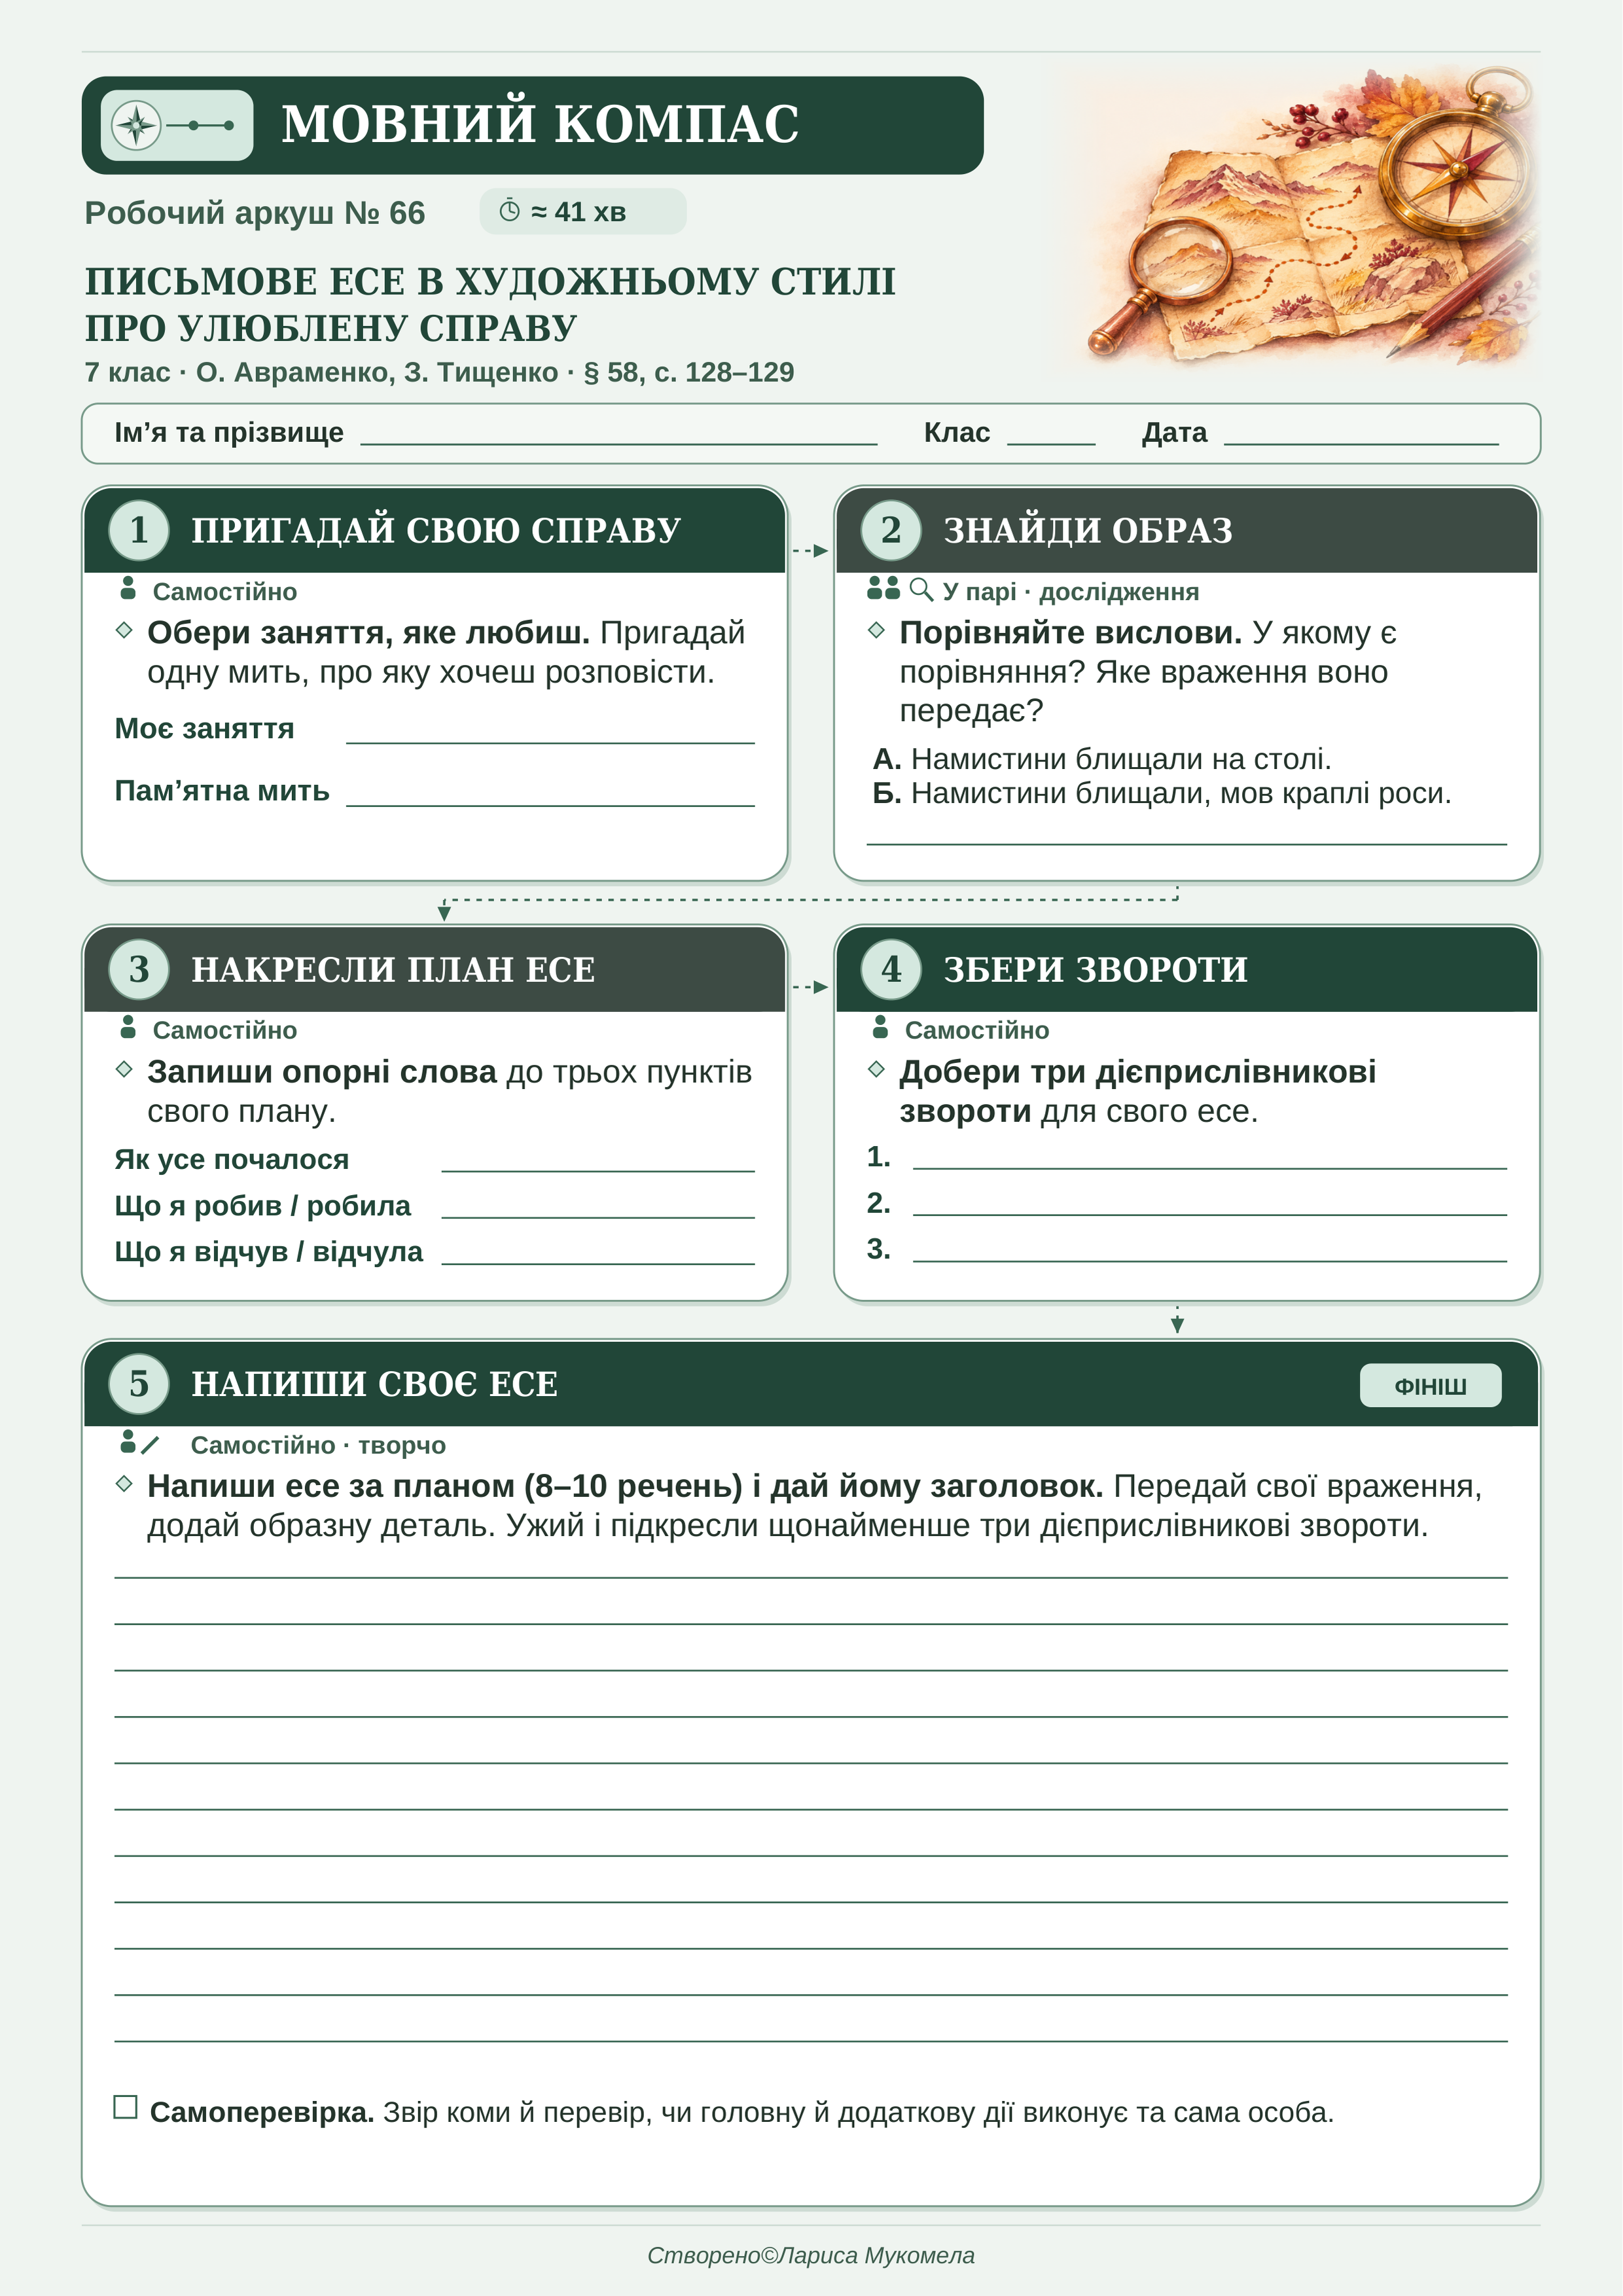 МОВНИЙ КОМПАС
Робочий аркуш № 66
≈ 41 хв
ПИСЬМОВЕ ЕСЕ В ХУДОЖНЬОМУ СТИЛІ
ПРО УЛЮБЛЕНУ СПРАВУ
7 клас · О. Авраменко, З. Тищенко · § 58, с. 128–129
Ім’я та прізвище Клас Дата
1 ПРИГАДАЙ СВОЮ СПРАВУ
Самостійно
Обери заняття, яке любиш. Пригадай
одну мить, про яку хочеш розповісти.
Моє заняття
Пам’ятна мить
2 ЗНАЙДИ ОБРАЗ
У парі · дослідження
Порівняйте вислови. У якому є
порівняння? Яке враження воно
передає?
А. Намистини блищали на столі.
Б. Намистини блищали, мов краплі роси.
3 НАКРЕСЛИ ПЛАН ЕСЕ
Самостійно
Запиши опорні слова до трьох пунктів
свого плану.
Як усе почалося
Що я робив / робила
Що я відчув / відчула
4 ЗБЕРИ ЗВОРОТИ
Самостійно
Добери три дієприслівникові
звороти для свого есе.
1.
2.
3.
5 НАПИШИ СВОЄ ЕСЕ ФІНІШ
Самостійно · творчо
Напиши есе за планом (8–10 речень) і дай йому заголовок. Передай свої враження,
додай образну деталь. Ужий і підкресли щонайменше три дієприслівникові звороти.
Самоперевірка. Звір коми й перевір, чи головну й додаткову дії виконує та сама особа.
Створено©Лариса Мукомела